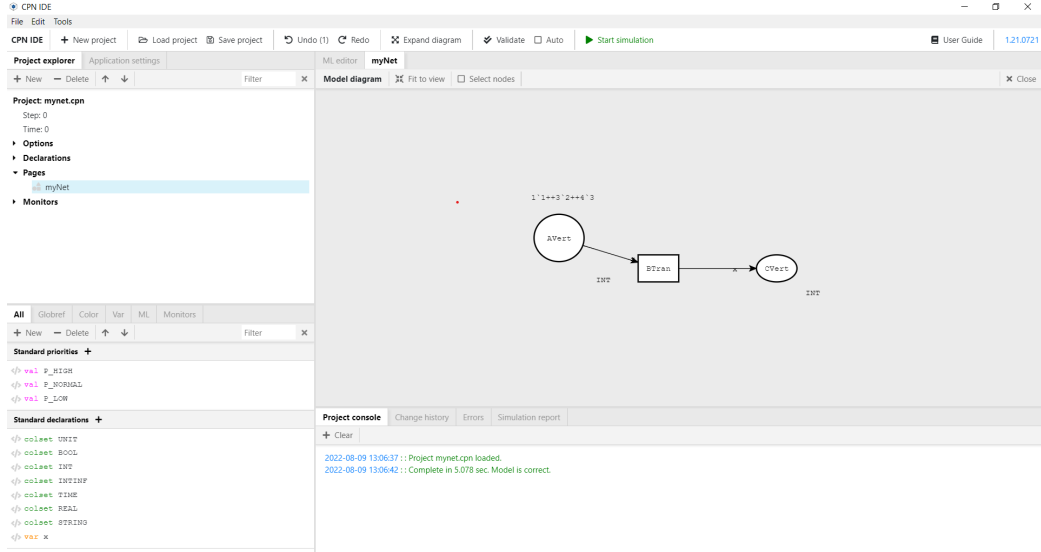 CPN IDE
File Edit Tools
CPN IDE + New project Load project Save project Undo (1) Redo Expand diagram Validate Auto Start simulation User Guide 1.21.0721
Project explorer Application settings
+ New − Delete ↑ ↓ Filter ×
Project: mynet.cpn
Step: 0
Time: 0
Options
Declarations
Pages
myNet
Monitors
All Globref Color Var ML Monitors
+ New − Delete ↑ ↓ Filter ×
Standard priorities +
</> val P_HIGH
</> val P_NORMAL
</> val P_LOW
Standard declarations +
</> colset UNIT
</> colset BOOL
</> colset INT
</> colset INTINF
</> colset TIME
</> colset REAL
</> colset STRING
</> var x
ML editor myNet
Model diagram Fit to view Select nodes × Close
1`1++3`2++4`3
AVert
INT
BTran
x
CVert
INT
Project console Change history Errors Simulation report
+ Clear
2022-08-09 13:06:37 : : Project mynet.cpn loaded.
2022-08-09 13:06:42 : : Complete in 5.078 sec. Model is correct.